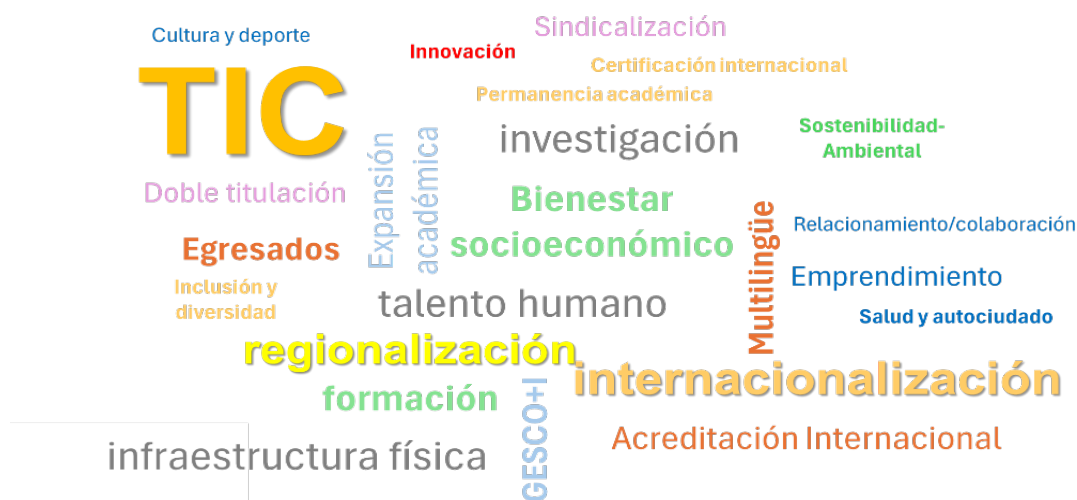 Sindicalización
Cultura y deporte
Innovación
Certificación internacional
TIC
Permanencia académica
investigación
Sostenibilidad-
Ambiental
Expansión
académica
Doble titulación
Bienestar
socioeconómico
Multilingüe
Relacionamiento/colaboración
Egresados
Emprendimiento
Inclusión y
diversidad
talento humano
Salud y autociudado
regionalización
internacionalización
formación
GESCO+I
Acreditación Internacional
infraestructura física